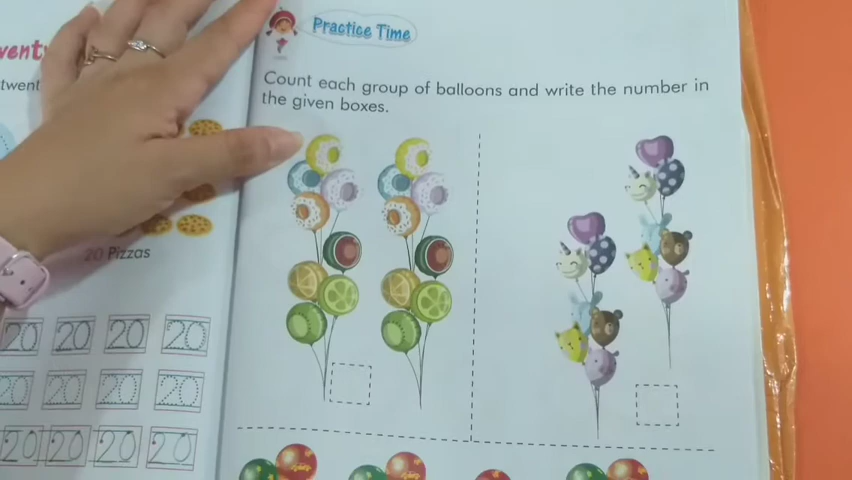 Practice Time
Count each group of balloons and write the number in
the given boxes.
20 Pizzas
20 20 20 20
20 20 20 20
20 20 20 20